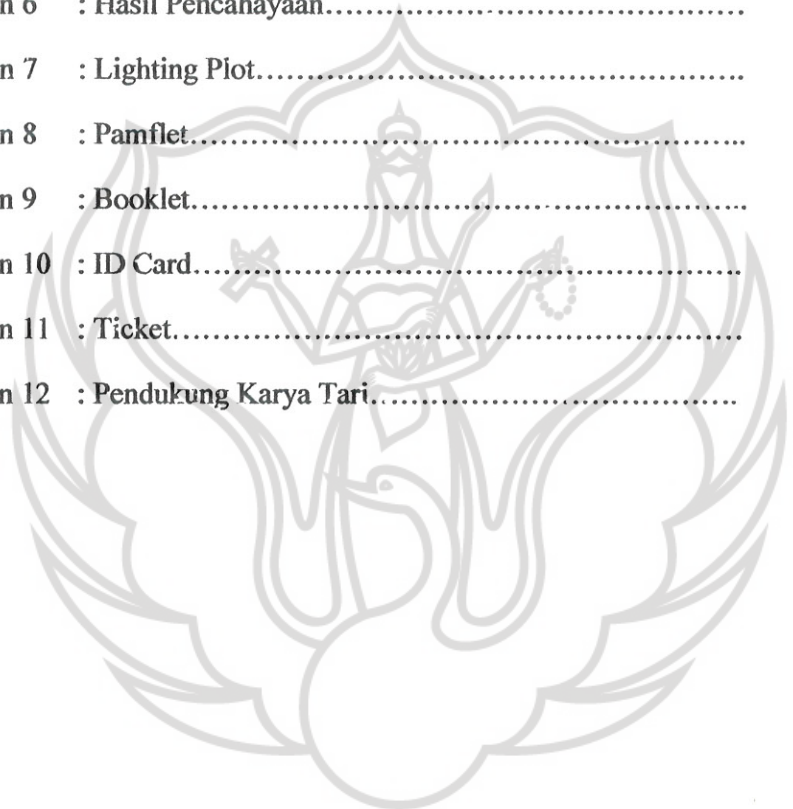 n 6 : Hasil Pencahayaan..........................................
n 7 : Lighting Plot.................................................
n 8 : Pamflet........................................................
n 9 : Booklet........................................................
n 10 : ID Card.......................................................
n 11 : Ticket.........................................................
n 12 : Pendukung Karya Tari....................................